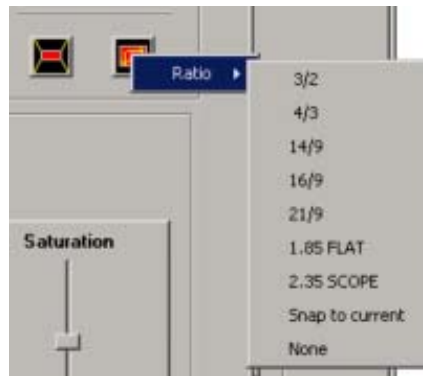 Ratio
3/2
4/3
14/9
16/9
21/9
1.85 FLAT
2.35 SCOPE
Snap to current
None
Saturation